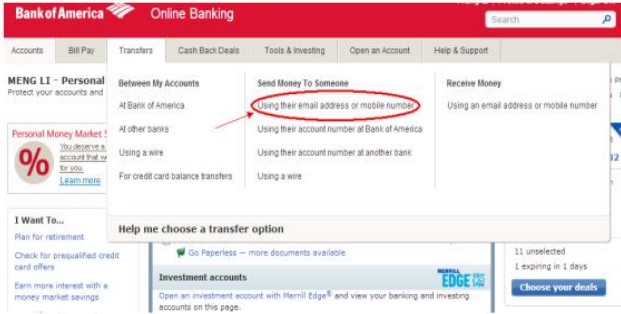 Bank of America Online Banking
Search
Accounts Bill Pay Transfers Cash Back Deals Tools & Investing Open an Account Help & Support
MENG LI - Personal
Protect your accounts and
Between My Accounts
At Bank of America
At other banks
Using a wire
For credit card balance transfers
Send Money To Someone
Using their email address or mobile number
Using their account number at Bank of America
Using their account number at another bank
Using a wire
Receive Money
Using an email address or mobile number
Help me choose a transfer option
Personal Money Market
%
You deserve a
account that
for you.
Learn more
I Want To...
Plan for retirement
Check for prequalified credit
card offers
Earn more interest with a
money market savings
Go Paperless — more documents available
Investment accounts
MERRILL
EDGE
Open an investment account with Merrill Edge® and view your banking and investing
accounts on this page.
11 unselected
1 expiring in 1 days
Choose your deals